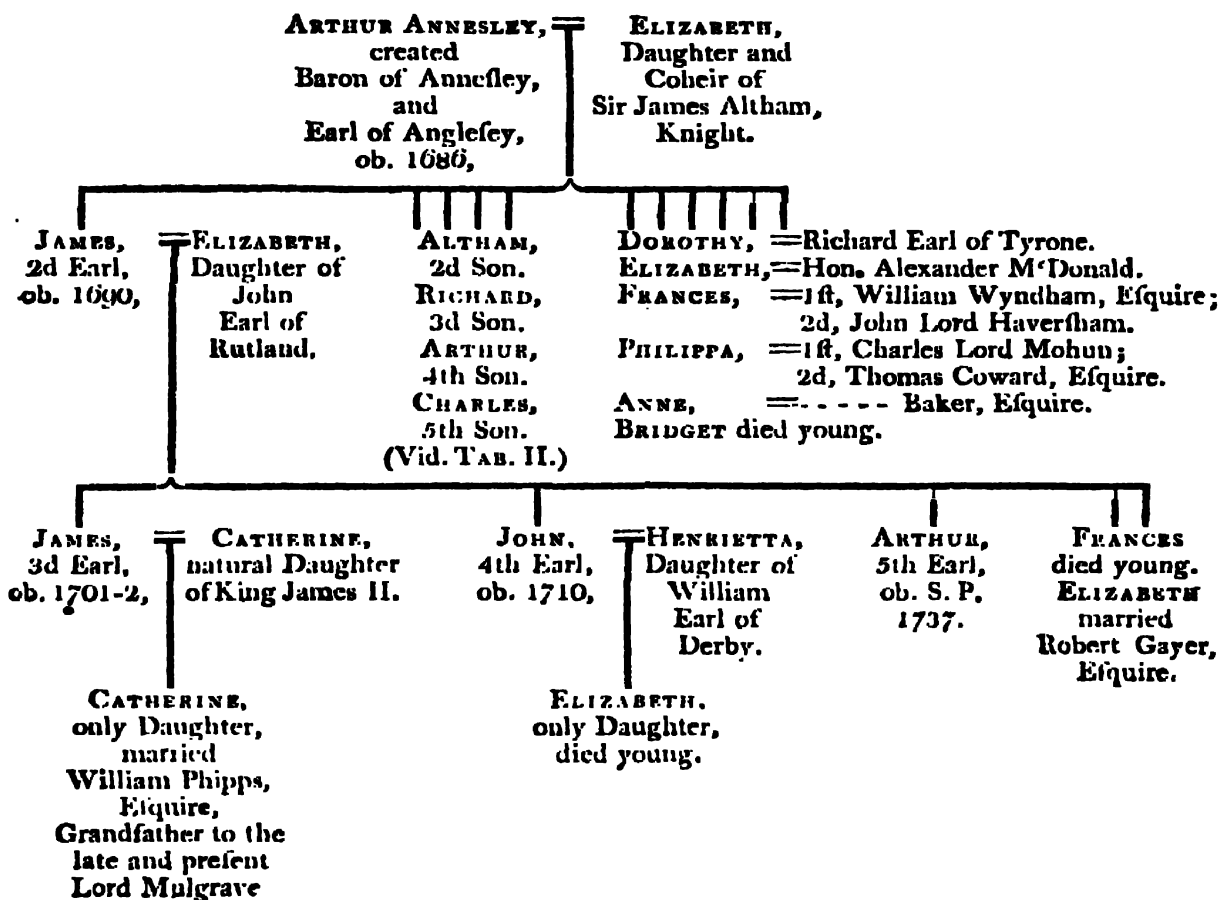 ARTHUR ANNESLEY,
created
Baron of Anneſley,
and
Earl of Angleſey,
ob. 1686,
ELIZABETH,
Daughter and
Coheir of
Sir James Altham,
Knight.
JAMES,
2d Earl,
ob. 1690,
ELIZABETH,
Daughter of
John
Earl of
Rutland.
ALTHAM,
2d Son.
RICHARD,
3d Son.
ARTHUR,
4th Son.
CHARLES,
5th Son.
(Vid. TAB. II.)
DOROTHY, =Richard Earl of Tyrone.
ELIZABETH,=Hon. Alexander M‘Donald.
FRANCES, =1ſt, William Wyndham, Eſquire;
2d, John Lord Haverſham.
PHILIPPA, =1ſt, Charles Lord Mohun;
2d, Thomas Coward, Eſquire.
ANNE, =- - - - - Baker, Eſquire.
BRIDGET died young.
JAMES,
3d Earl,
ob. 1701-2,
CATHERINE,
natural Daughter
of King James II.
JOHN,
4th Earl,
ob. 1710,
HENRIETTA,
Daughter of
William
Earl of
Derby.
ARTHUR,
5th Earl,
ob. S. P.
1737.
FRANCES
died young.
ELIZABETH
married
Robert Gayer,
Eſquire.
CATHERINE,
only Daughter,
married
William Phipps,
Eſquire,
Grandfather to the
late and preſent
Lord Mulgrave
ELIZABETH,
only Daughter,
died young.